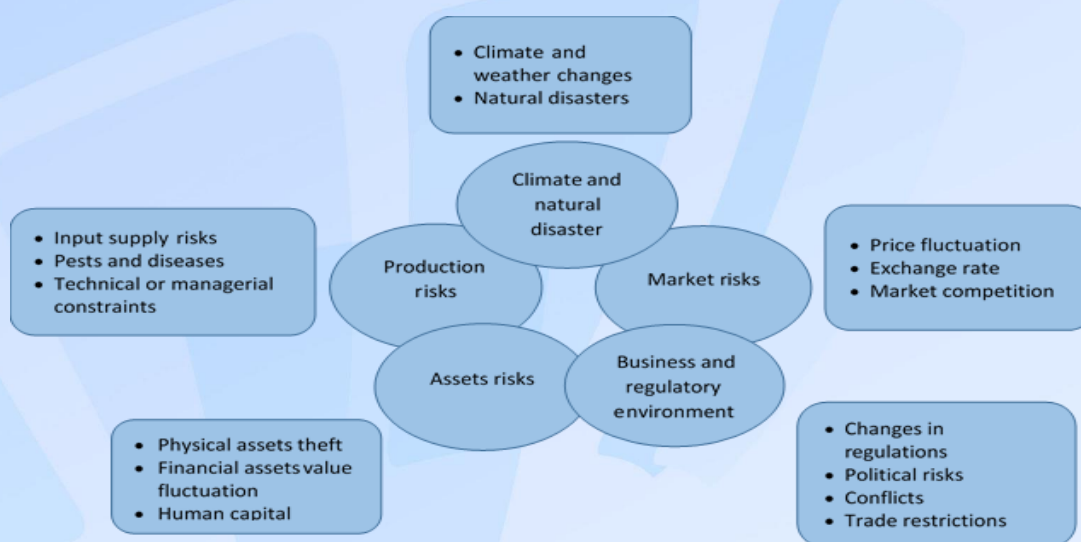 • Climate and
weather changes
• Natural disasters
Climate and
natural
disaster
• Input supply risks
• Pests and diseases
• Technical or managerial
constraints
Production
risks
Market risks
• Price fluctuation
• Exchange rate
• Market competition
Assets risks
Business and
regulatory
environment
• Physical assets theft
• Financial assets value
fluctuation
• Human capital
• Changes in
regulations
• Political risks
• Conflicts
• Trade restrictions